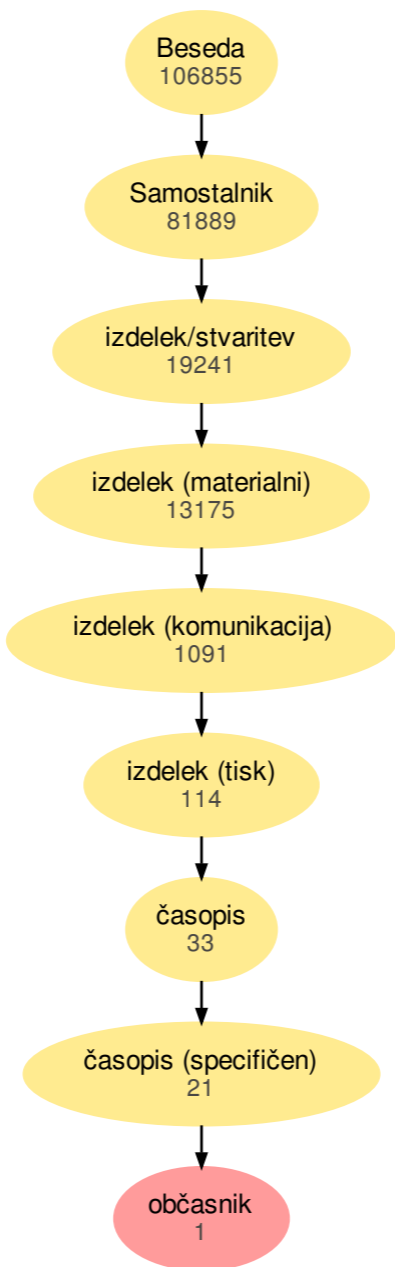 Beseda
106855
Samostalnik
81889
izdelek/stvaritev
19241
izdelek (materialni)
13175
izdelek (komunikacija)
1091
izdelek (tisk)
114
časopis
33
časopis (specifičen)
21
občasnik
1